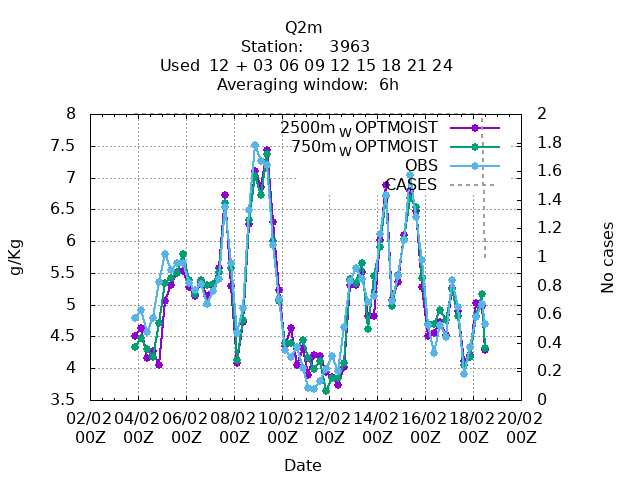 Q2m
Station: 3963
Used 12 + 03 06 09 12 15 18 21 24
Averaging window: 6h
2500m_W OPTMOIST
750m_W OPTMOIST
OBS
CASES
8
7.5
7
6.5
6
5.5
5
4.5
4
3.5
2
1.8
1.6
1.4
1.2
1
0.8
0.6
0.4
0.2
0
g/Kg
No cases
02/02 04/02 06/02 08/02 10/02 12/02 14/02 16/02 18/02 20/02
00Z 00Z 00Z 00Z 00Z 00Z 00Z 00Z 00Z 00Z
Date